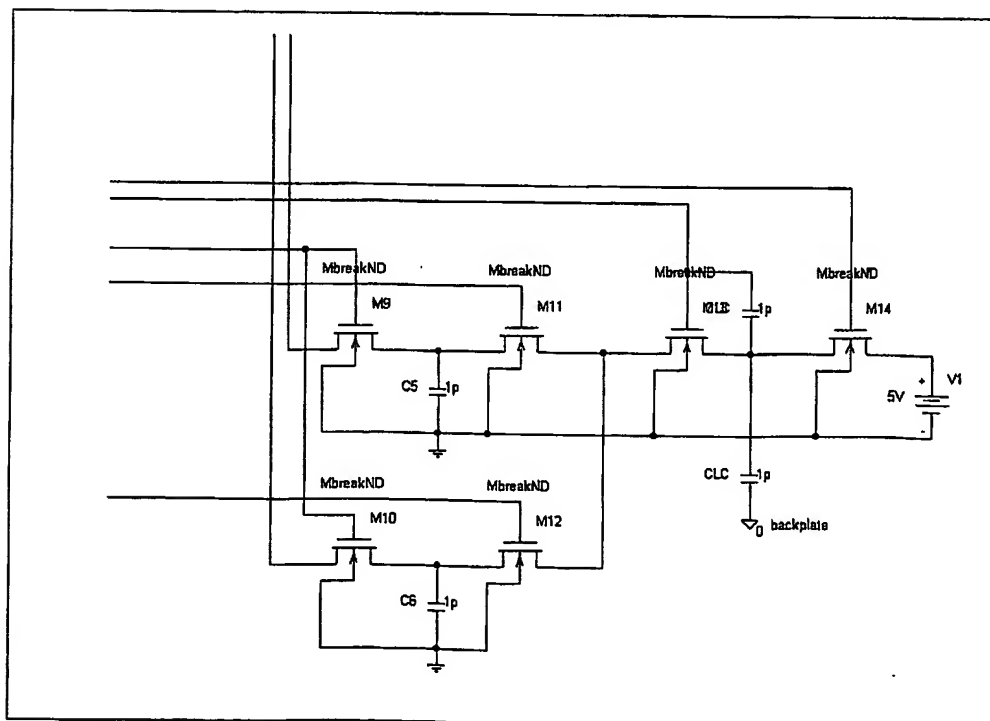 MbreakND
MbreakND
MbreakND
MbreakND
M9
M11
M14
1p
C5
1p
+
V1
5V
-
CLC
1p
MbreakND
MbreakND
M10
M12
0 backplate
C6
1p